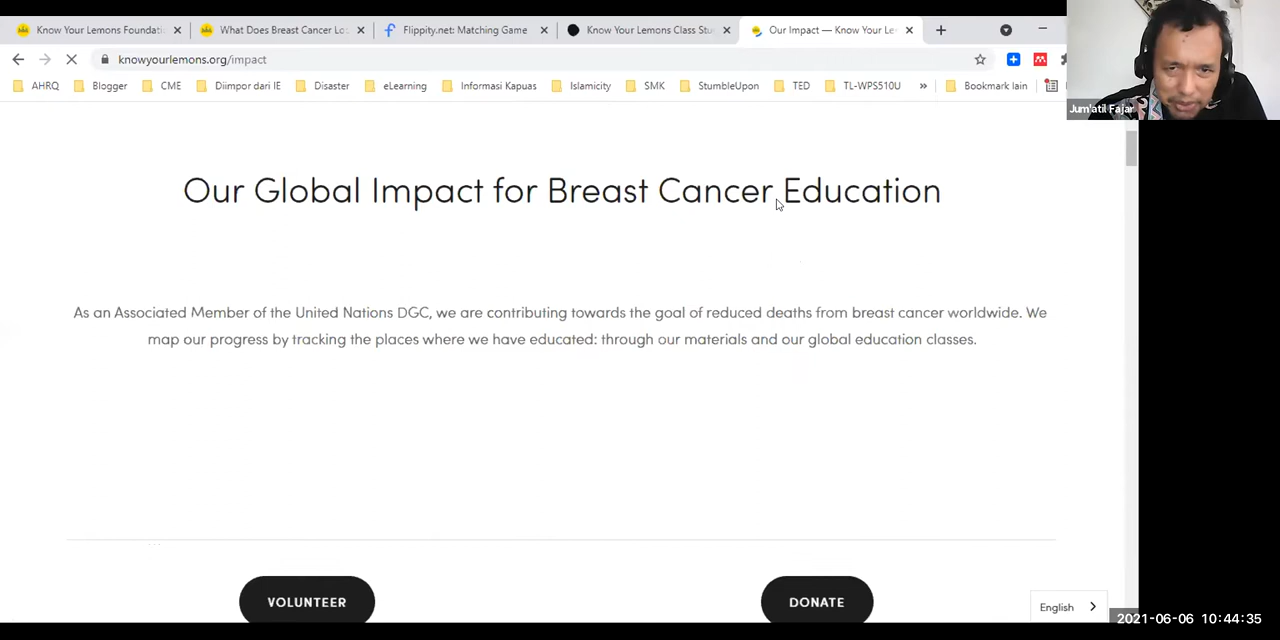 Know Your Lemons Foundati
What Does Breast Cancer Lo
Flippity.net: Matching Game
Know Your Lemons Class Stu
Our Impact — Know Your Le
knowyourlemons.org/impact
AHRQ Blogger CME Diimpor dari IE Disaster eLearning Informasi Kapuas Islamicity SMK StumbleUpon TED TL-WPS510U » Bookmark lain
Jum'atil Fajar
Our Global Impact for Breast Cancer Education
As an Associated Member of the United Nations DGC, we are contributing towards the goal of reduced deaths from breast cancer worldwide. We
map our progress by tracking the places where we have educated: through our materials and our global education classes.
VOLUNTEER
DONATE
English
2021-06-06 10:44:35